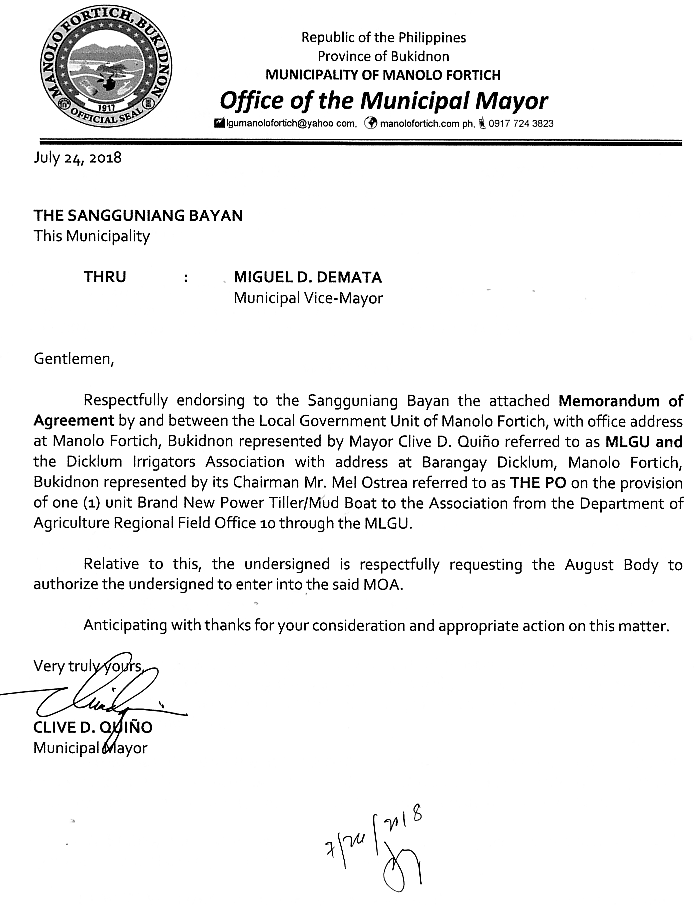 MANOLO FORTICH, BUKIDNON
1917
OFFICIAL SEAL
Republic of the Philippines
Province of Bukidnon
MUNICIPALITY OF MANOLO FORTICH
Office of the Municipal Mayor
lgumanolofortich@yahoo com, manolofortich.com ph, 0917 724 3823
July 24, 2018
THE SANGGUNIANG BAYAN
This Municipality
THRU : MIGUEL D. DEMATA
Municipal Vice-Mayor
Gentlemen,
Respectfully endorsing to the Sangguniang Bayan the attached Memorandum of
Agreement by and between the Local Government Unit of Manolo Fortich, with office address
at Manolo Fortich, Bukidnon represented by Mayor Clive D. Quiño referred to as MLGU and
the Dicklum Irrigators Association with address at Barangay Dicklum, Manolo Fortich,
Bukidnon represented by its Chairman Mr. Mel Ostrea referred to as THE PO on the provision
of one (1) unit Brand New Power Tiller/Mud Boat to the Association from the Department of
Agriculture Regional Field Office 10 through the MLGU.
Relative to this, the undersigned is respectfully requesting the August Body to
authorize the undersigned to enter into the said MOA.
Anticipating with thanks for your consideration and appropriate action on this matter.
Very truly yours,
CLIVE D. QUIÑO
Municipal Mayor